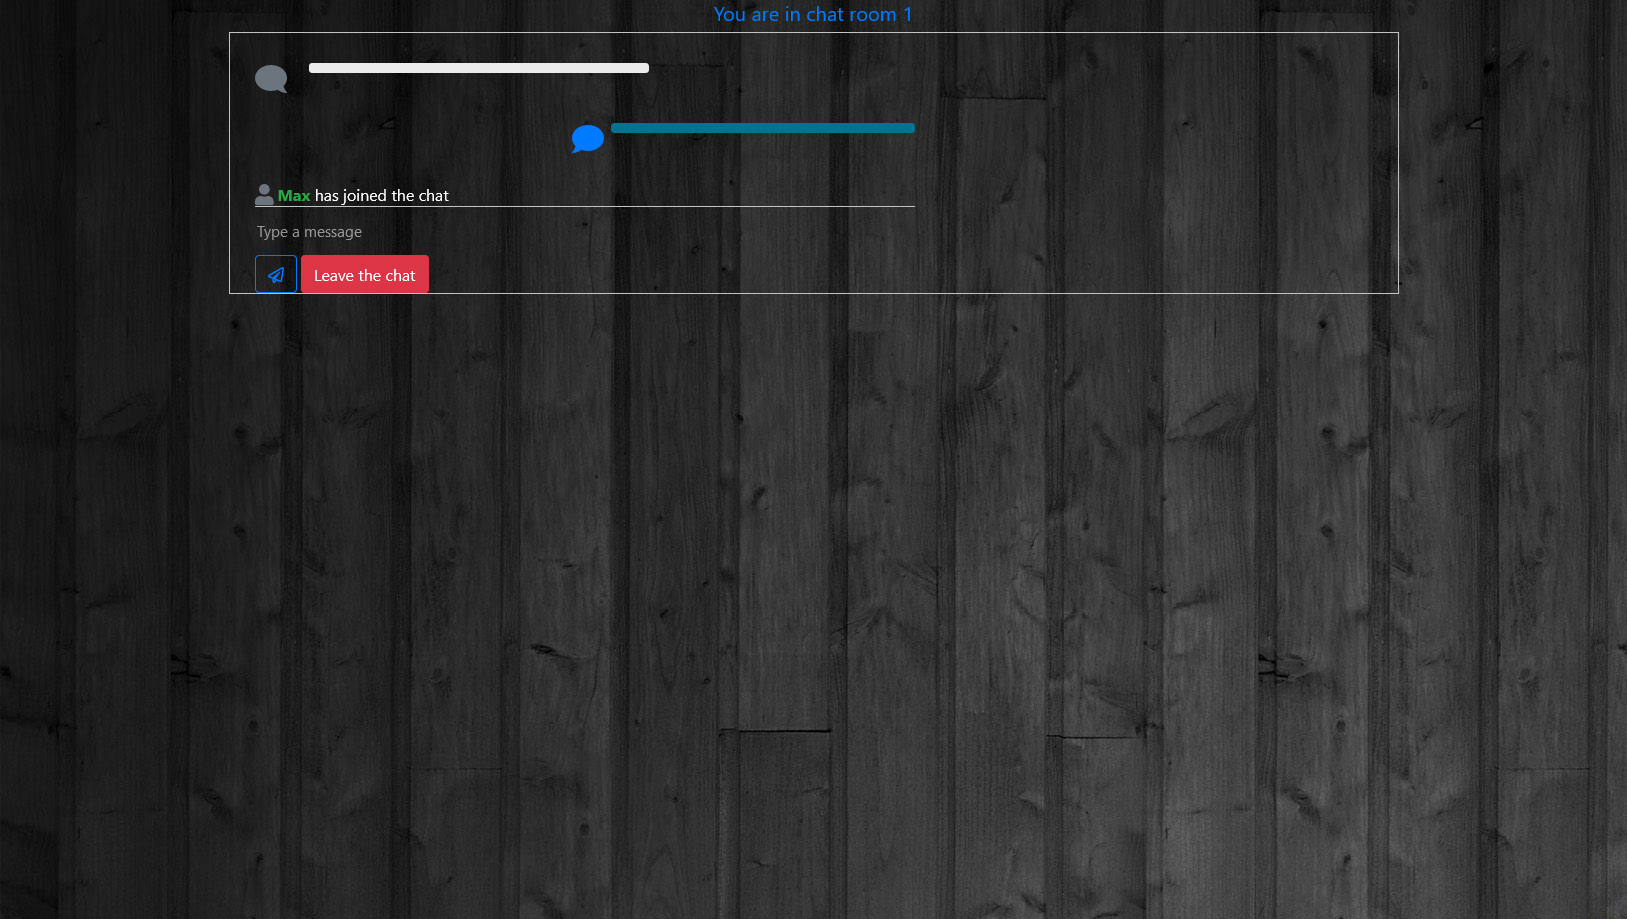 You are in chat room 1
Max has joined the chat
Type a message
Leave the chat